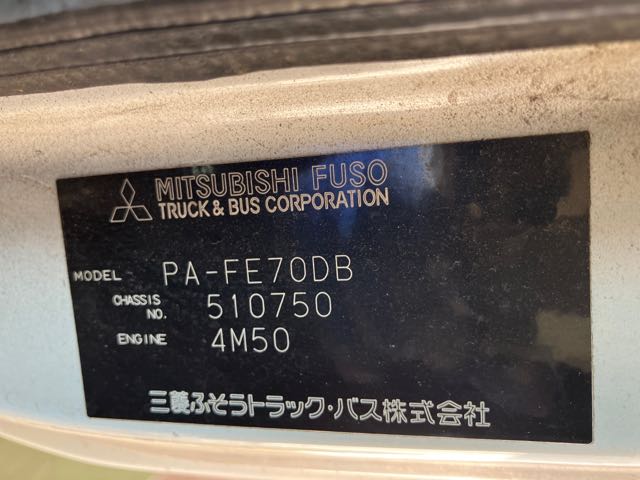 MITSUBISHI FUSO
TRUCK & BUS CORPORATION
MODEL PA-FE70DB
CHASSIS NO. 510750
ENGINE 4M50
三菱ふそうトラック・バス株式会社